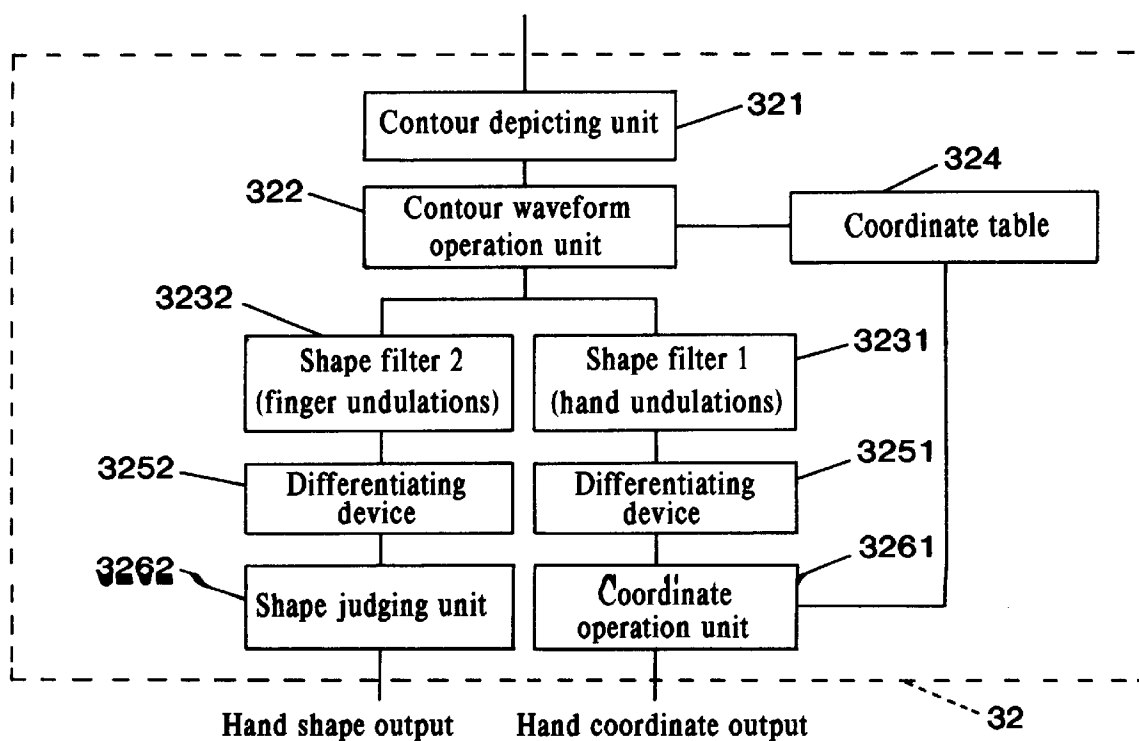 321
Contour depicting unit
324
322
Contour waveform
operation unit
Coordinate table
3232
3231
Shape filter 2
(finger undulations)
Shape filter 1
(hand undulations)
3252
3251
Differentiating
device
Differentiating
device
3262
3261
Shape judging unit
Coordinate
operation unit
32
Hand shape output
Hand coordinate output